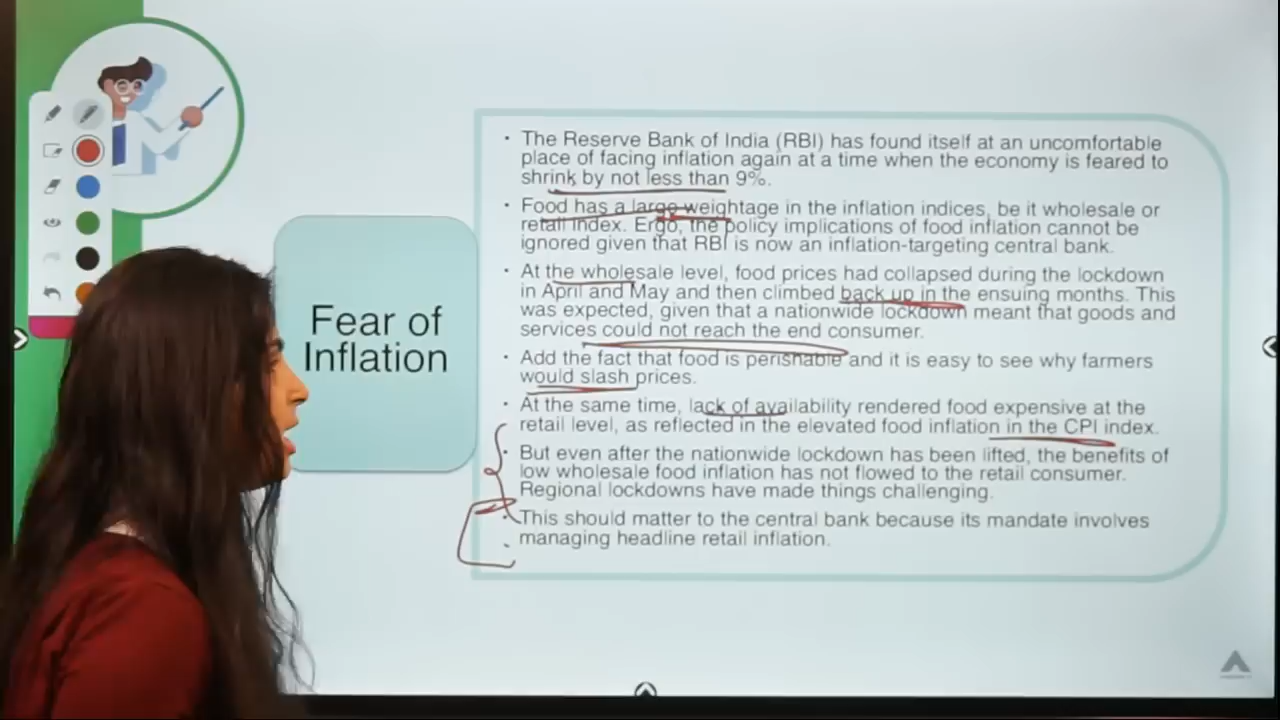 Fear of
Inflation
• The Reserve Bank of India (RBI) has found itself at an uncomfortable
place of facing inflation again at a time when the economy is feared to
shrink by not less than 9%.
• Food has a large weightage in the inflation indices, be it wholesale or
retail index. Ergo, the policy implications of food inflation cannot be
ignored given that RBI is now an inflation-targeting central bank.
• At the wholesale level, food prices had collapsed during the lockdown
in April and May and then climbed back up in the ensuing months. This
was expected, given that a nationwide lockdown meant that goods and
services could not reach the end consumer.
• Add the fact that food is perishable and it is easy to see why farmers
would slash prices.
• At the same time, lack of availability rendered food expensive at the
retail level, as reflected in the elevated food inflation in the CPI index.
• But even after the nationwide lockdown has been lifted, the benefits of
low wholesale food inflation has not flowed to the retail consumer.
Regional lockdowns have made things challenging.
• This should matter to the central bank because its mandate involves
managing headline retail inflation.